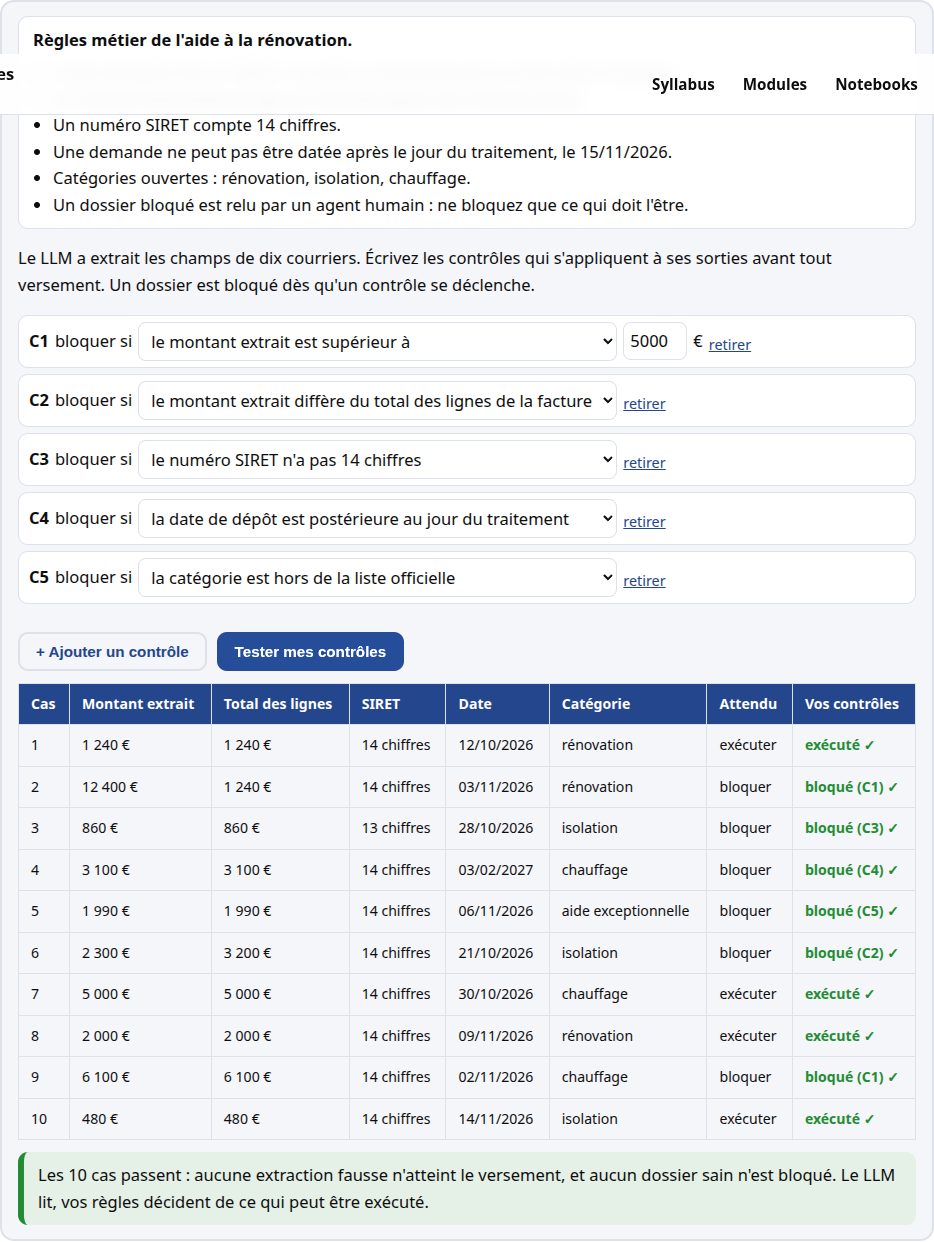 Règles métier de l'aide à la rénovation.
es
Syllabus Modules Notebooks
Un numéro SIRET compte 14 chiffres.
Une demande ne peut pas être datée après le jour du traitement, le 15/11/2026.
Catégories ouvertes : rénovation, isolation, chauffage.
Un dossier bloqué est relu par un agent humain : ne bloquez que ce qui doit l'être.
Le LLM a extrait les champs de dix courriers. Écrivez les contrôles qui s'appliquent à ses sorties avant tout
versement. Un dossier est bloqué dès qu'un contrôle se déclenche.
C1 bloquer si le montant extrait est supérieur à 5000 € retirer
C2 bloquer si le montant extrait diffère du total des lignes de la facture retirer
C3 bloquer si le numéro SIRET n'a pas 14 chiffres retirer
C4 bloquer si la date de dépôt est postérieure au jour du traitement retirer
C5 bloquer si la catégorie est hors de la liste officielle retirer
+ Ajouter un contrôle Tester mes contrôles
Cas Montant extrait Total des lignes SIRET Date Catégorie Attendu Vos contrôles
1 1 240 € 1 240 € 14 chiffres 12/10/2026 rénovation exécuter exécuté ✓
2 12 400 € 1 240 € 14 chiffres 03/11/2026 rénovation bloquer bloqué (C1) ✓
3 860 € 860 € 13 chiffres 28/10/2026 isolation bloquer bloqué (C3) ✓
4 3 100 € 3 100 € 14 chiffres 03/02/2027 chauffage bloquer bloqué (C4) ✓
5 1 990 € 1 990 € 14 chiffres 06/11/2026 aide exceptionnelle bloquer bloqué (C5) ✓
6 2 300 € 3 200 € 14 chiffres 21/10/2026 isolation bloquer bloqué (C2) ✓
7 5 000 € 5 000 € 14 chiffres 30/10/2026 chauffage exécuter exécuté ✓
8 2 000 € 2 000 € 14 chiffres 09/11/2026 rénovation exécuter exécuté ✓
9 6 100 € 6 100 € 14 chiffres 02/11/2026 chauffage bloquer bloqué (C1) ✓
10 480 € 480 € 14 chiffres 14/11/2026 isolation exécuter exécuté ✓
Les 10 cas passent : aucune extraction fausse n'atteint le versement, et aucun dossier sain n'est bloqué. Le LLM
lit, vos règles décident de ce qui peut être exécuté.